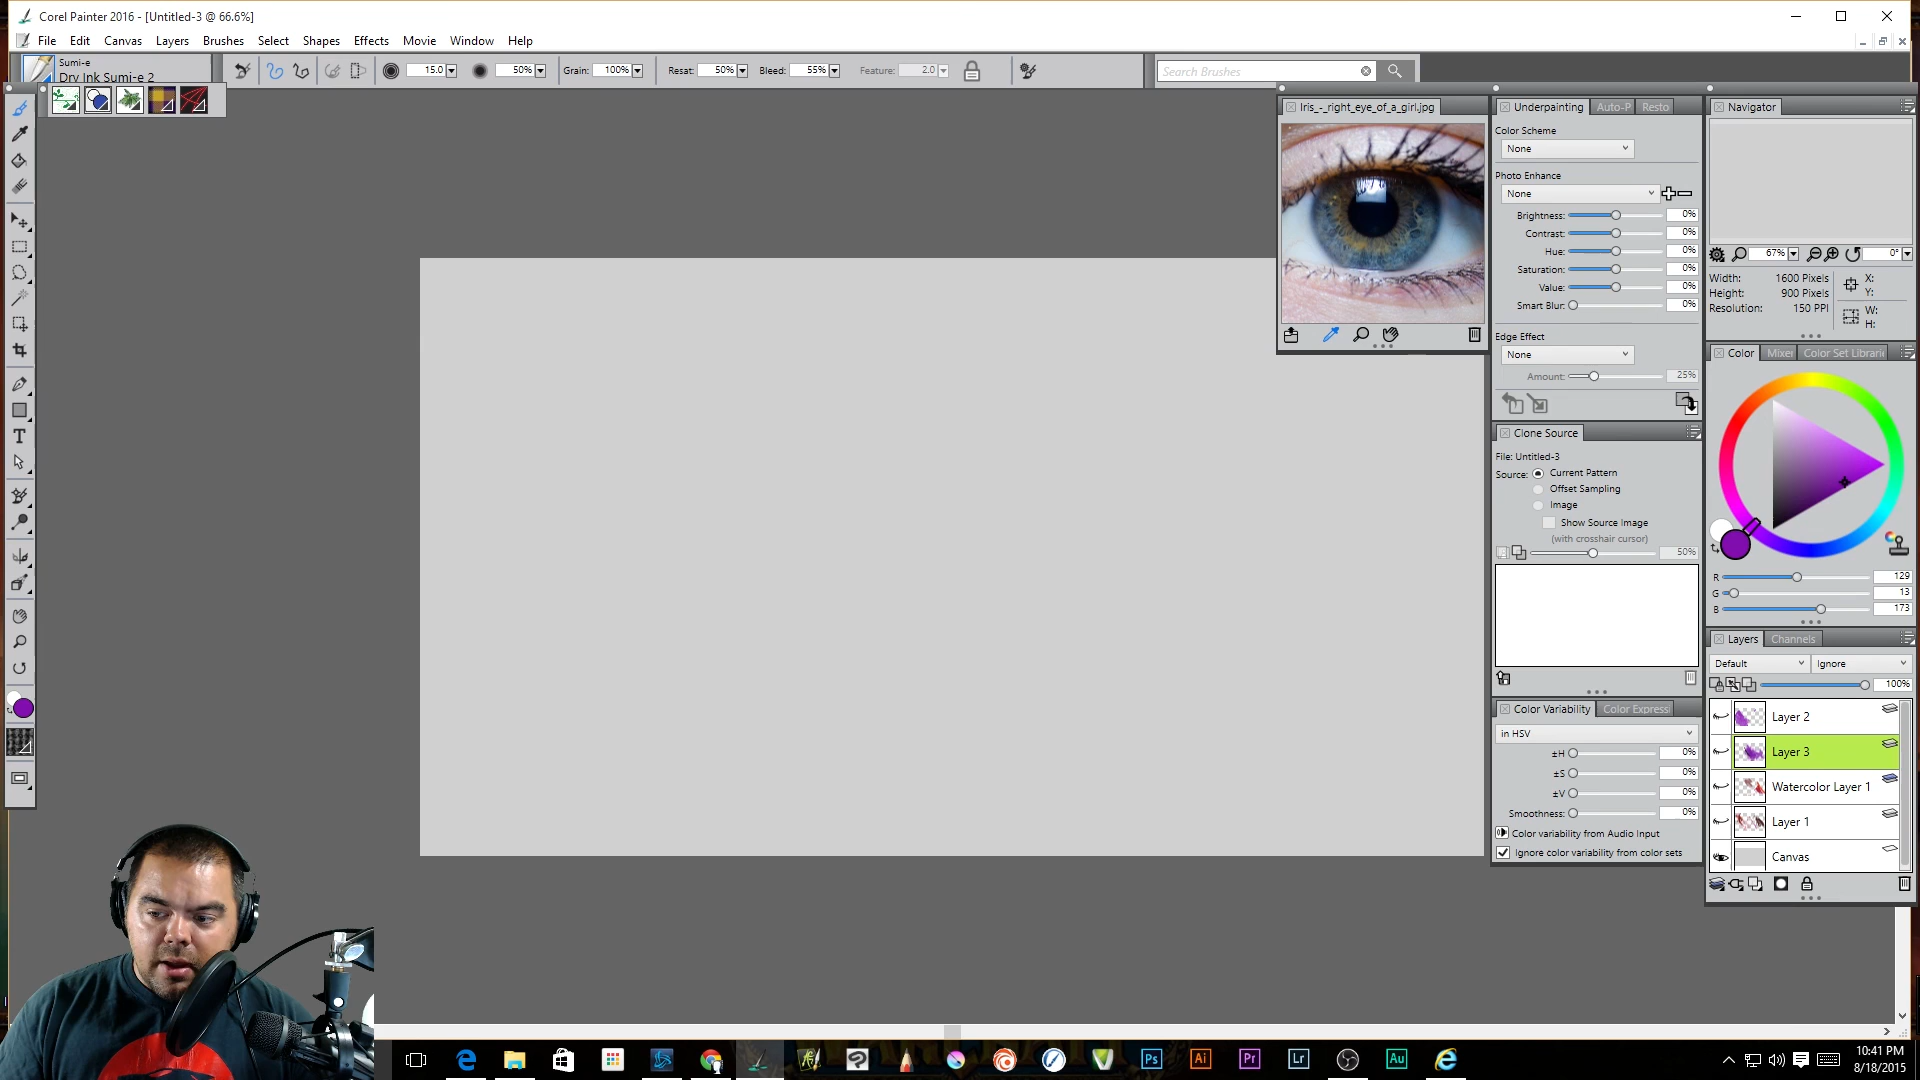 Corel Painter 2016 - [Untitled-3 @ 66.6%]
File Edit Canvas Layers Brushes Select Shapes Effects Movie Window Help
Sumi-e
Dry Ink Sumi-e 2
15.0 50% Grain: 100% Resat: 50% Bleed: 55% Feature: 2.0
Search Brushes
Iris_-_right_eye_of_a_girl.jpg
Underpainting Auto-P Resto
Color Scheme
None
Photo Enhance
None
Brightness: 0%
Contrast: 0%
Hue: 0%
Saturation: 0%
Value: 0%
Smart Blur: 0%
Edge Effect
None
Amount: 25%
Clone Source
File: Untitled-3
Source: Current Pattern
Offset Sampling
Image
Show Source Image
(with crosshair cursor)
50%
Color Variability Color Expressi
in HSV
±H 0%
±S 0%
±V 0%
Smoothness: 0%
Color variability from Audio Input
Ignore color variability from color sets
Navigator
67% 0°
Width: 1600 Pixels X:
Height: 900 Pixels Y:
Resolution: 150 PPI W:
H:
Color Mixer Color Set Librari
R 129
G 13
B 173
Layers Channels
Default Ignore
100%
Layer 2
Layer 3
Watercolor Layer 1
Layer 1
Canvas
T
Ps Ai Pr Lr Au
10:41 PM
8/18/2015